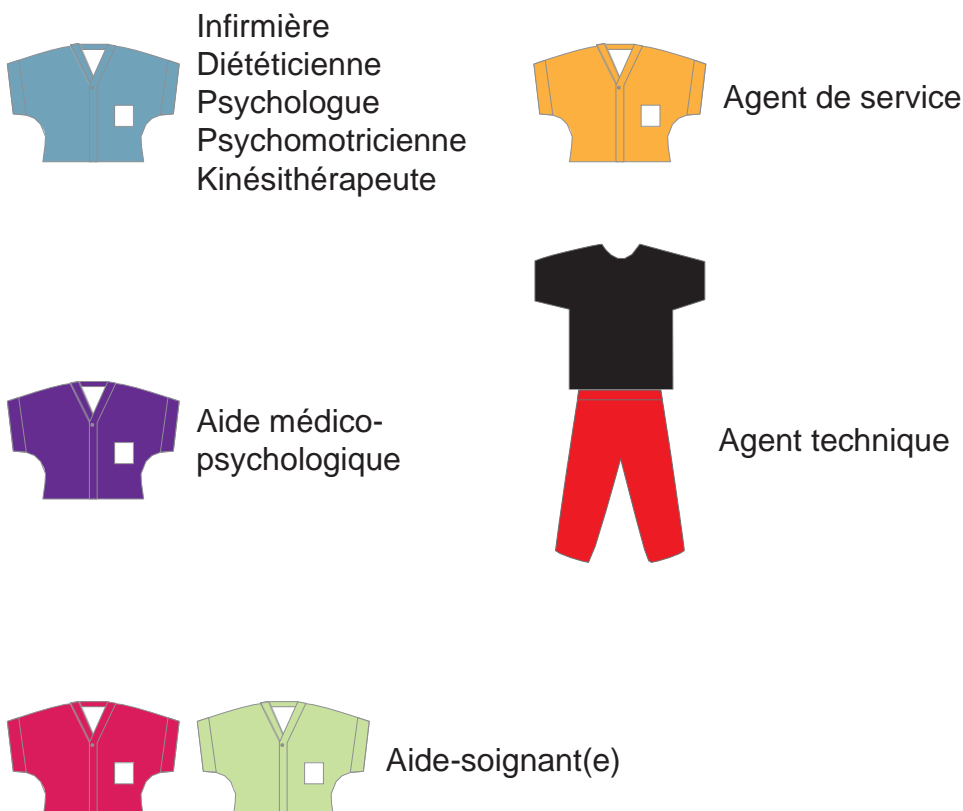 Infirmière
Diététicienne
Psychologue
Psychomotricienne
Kinésithérapeute
Agent de service
Aide médico-
psychologique
Agent technique
Aide-soignant(e)